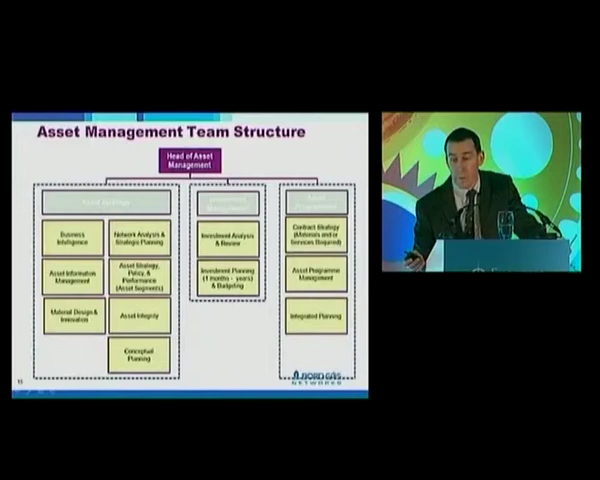 Asset Management Team Structure
Head of Asset
Management
Asset Strategy
Business
Intelligence
Network Analysis &
Strategic Planning
Asset Information
Management
Asset Strategy,
Policy, &
Performance
(Asset Segments)
Material Design &
Innovation
Asset Integrity
Conceptual
Planning
Investment Analysis
& Review
Investment Planning
(1 months - years)
& Budgeting
Contract Strategy
(Materials and/or
Services Required)
Asset Programme
Management
Integrated Planning
BORD GÁIS
NETWORKS